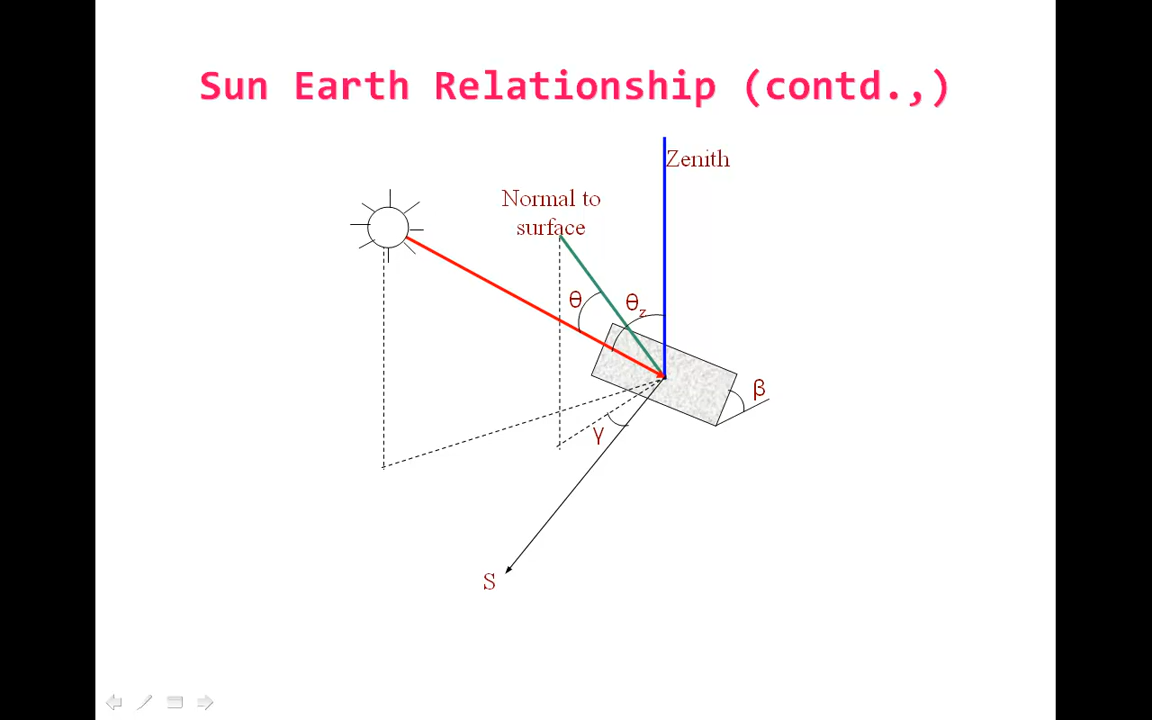 Sun Earth Relationship (contd.,)
Zenith
Normal to
surface
θ
θz
β
γ
S